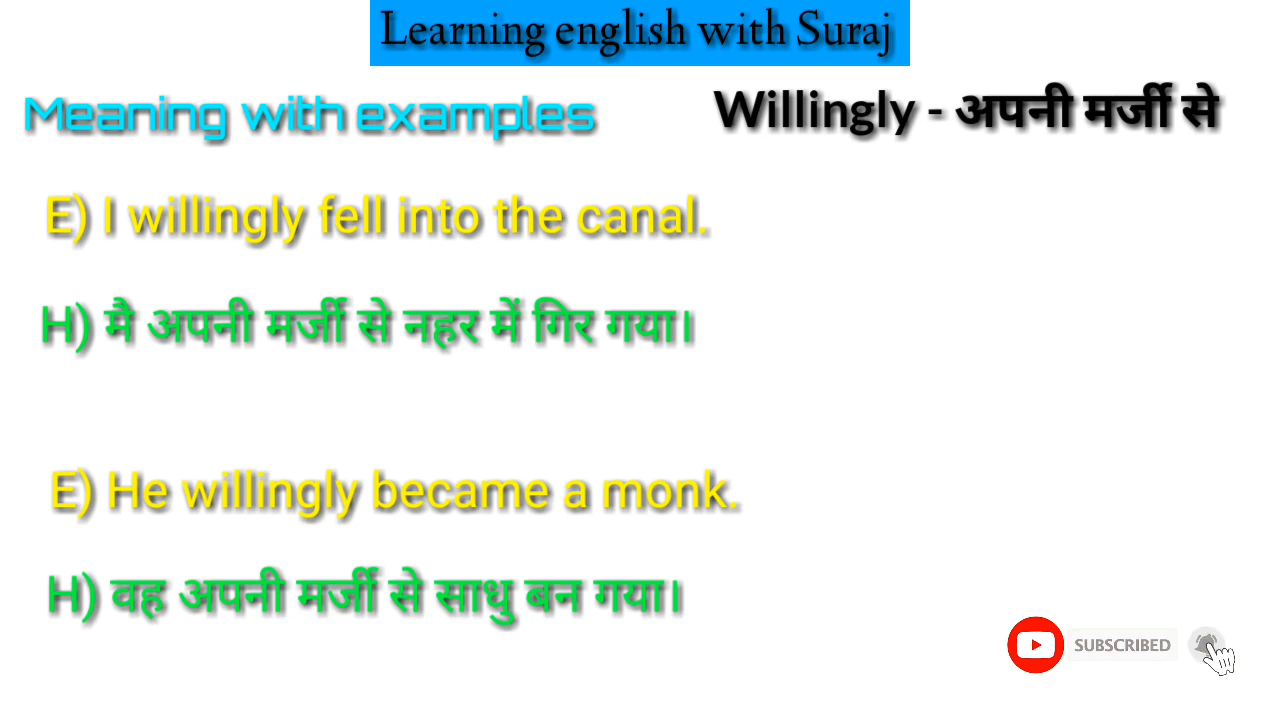 Learning english with Suraj
Meaning with examples
Willingly - अपनी मर्जी से
E) I willingly fell into the canal.
H) मै अपनी मर्जी से नहर में गिर गया।
E) He willingly became a monk.
H) वह अपनी मर्जी से साधु बन गया।
SUBSCRIBED